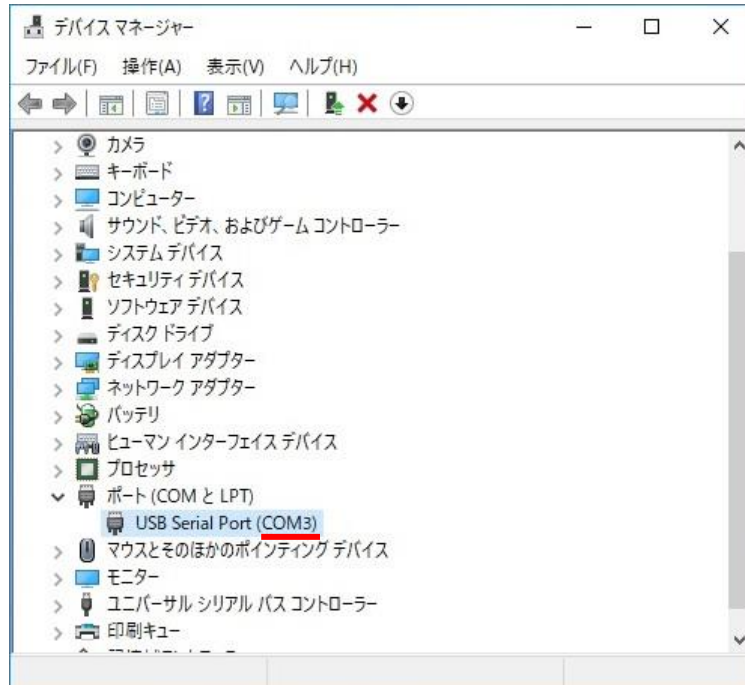 デバイス マネージャー
ファイル(F) 操作(A) 表示(V) ヘルプ(H)
カメラ
キーボード
コンピューター
サウンド、ビデオ、およびゲーム コントローラー
システム デバイス
セキュリティ デバイス
ソフトウェア デバイス
ディスク ドライブ
ディスプレイ アダプター
ネットワーク アダプター
バッテリ
ヒューマン インターフェイス デバイス
プロセッサ
ポート (COM と LPT)
USB Serial Port (COM3)
マウスとそのほかのポインティング デバイス
モニター
ユニバーサル シリアル バス コントローラー
印刷キュー